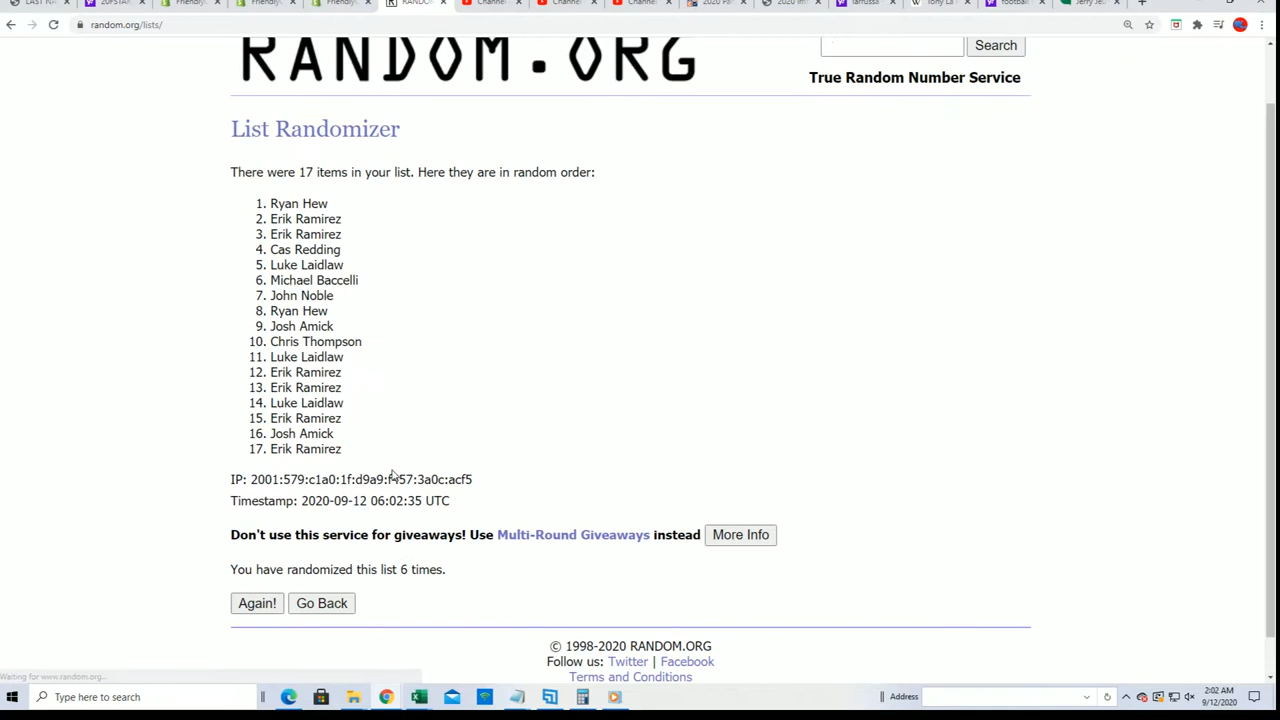 random.org/lists/
RANDOM.ORG
Search
True Random Number Service
List Randomizer
There were 17 items in your list. Here they are in random order:
1. Ryan Hew
2. Erik Ramirez
3. Erik Ramirez
4. Cas Redding
5. Luke Laidlaw
6. Michael Baccelli
7. John Noble
8. Ryan Hew
9. Josh Amick
10. Chris Thompson
11. Luke Laidlaw
12. Erik Ramirez
13. Erik Ramirez
14. Luke Laidlaw
15. Erik Ramirez
16. Josh Amick
17. Erik Ramirez
IP:
Timestamp: 2020-09-12 06:02:35 UTC
Don't use this service for giveaways! Use Multi-Round Giveaways instead More Info
You have randomized this list 6 times.
Again! Go Back
© 1998-2020 RANDOM.ORG
Follow us: Twitter | Facebook
Terms and Conditions
Waiting for www.random.org...
Type here to search Address 2:02 AM
9/12/2020